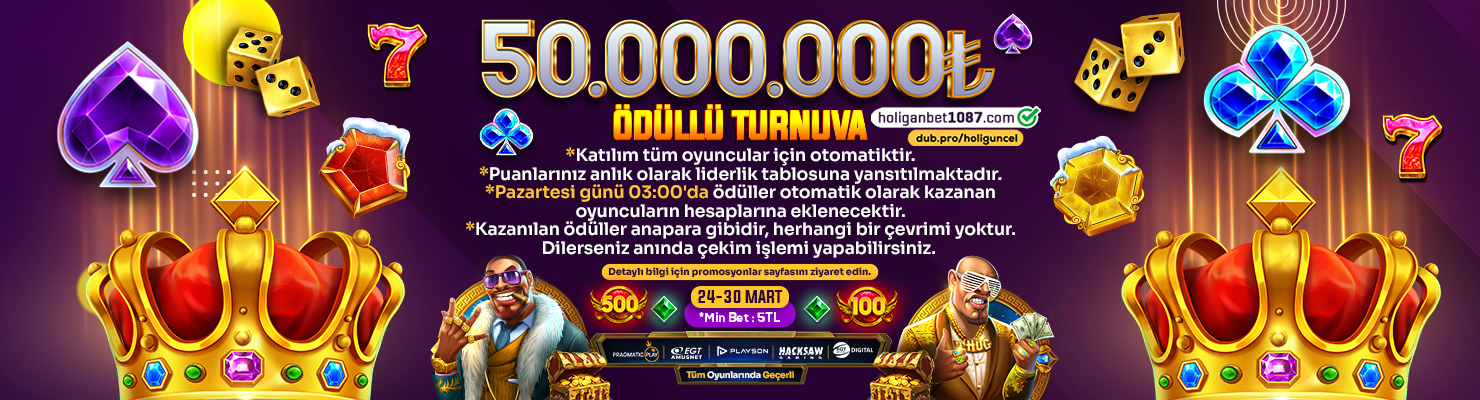 50.000.000₺
ÖDÜLLÜ TURNUVA
holiganbet1087.com
dub.pro/holiguncel
*Katılım tüm oyuncular için otomatiktir.
*Puanlarınız anlık olarak liderlik tablosuna yansıtılmaktadır.
*Pazartesi günü 03:00'da ödüller otomatik olarak kazanan
oyuncuların hesaplarına eklenecektir.
*Kazanılan ödüller anapara gibidir, herhangi bir çevrimi yoktur.
Dilerseniz anında çekim işlemi yapabilirsiniz.
Detaylı bilgi için promosyonlar sayfasını ziyaret edin.
500
24-30 MART
*Min Bet : 5TL
100
THUG
PRAGMATIC PLAY
EGT AMUSNET
PLAYSON
HACKSAW GAMING
EGT DIGITAL
Tüm Oyunlarında Geçerli
7
7